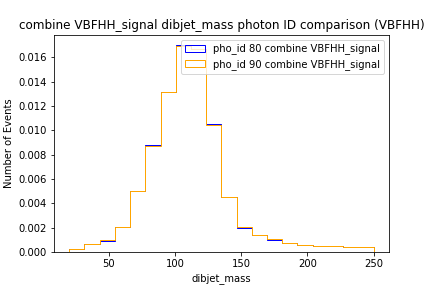 combine VBFHH_signal dibjet_mass photon ID comparison (VBFHH)
pho_id 80 combine VBFHH_signal
pho_id 90 combine VBFHH_signal
Number of Events
0.016
0.014
0.012
0.010
0.008
0.006
0.004
0.002
0.000
50
100
150
200
250
dibjet_mass